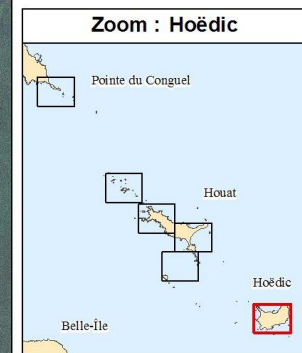 Zoom : Hoëdic
Pointe du Conguel
Houat
Hoëdic
Belle-Île